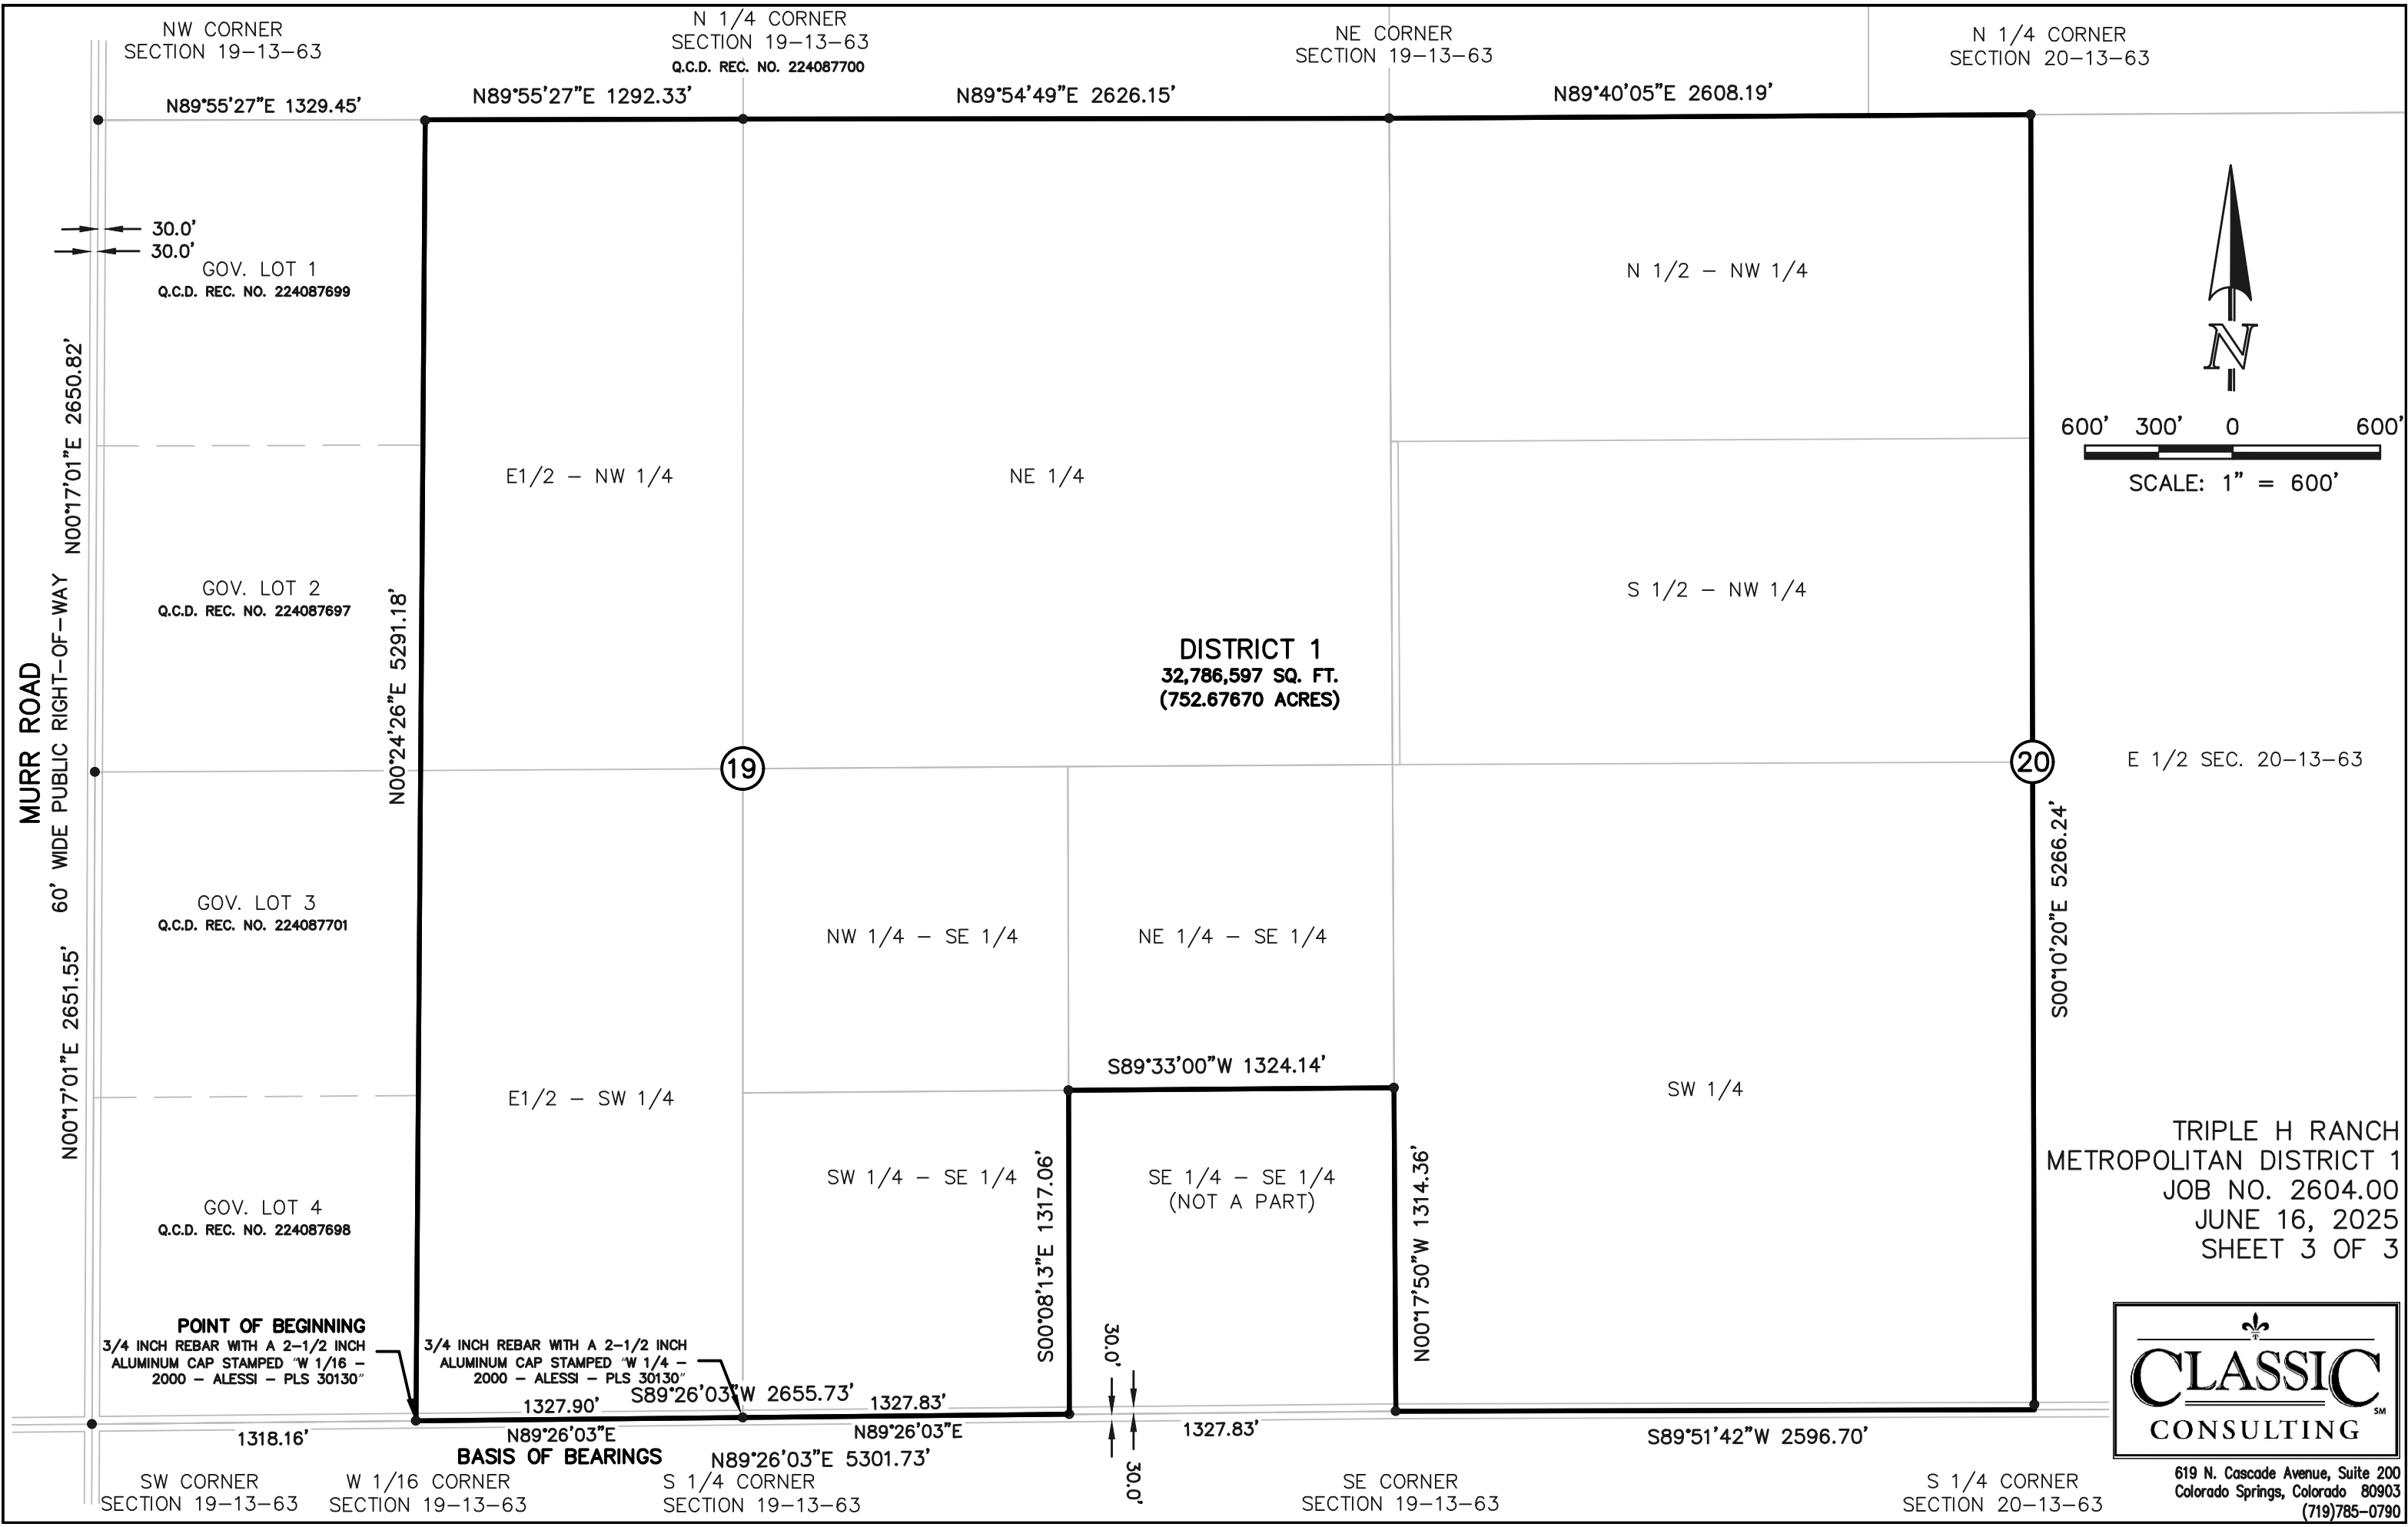 NW CORNER
SECTION 19-13-63
N 1/4 CORNER
SECTION 19-13-63
Q.C.D. REC. NO. 224087700
NE CORNER
SECTION 19-13-63
N 1/4 CORNER
SECTION 20-13-63
N89°55'27"E 1329.45'
N89°55'27"E 1292.33'
N89°54'49"E 2626.15'
N89°40'05"E 2608.19'
30.0'
30.0'
GOV. LOT 1
Q.C.D. REC. NO. 224087699
N 1/2 - NW 1/4
N
600' 300' 0 600'
SCALE: 1" = 600'
N00°17'01"E 2650.82'
E1/2 - NW 1/4
NE 1/4
GOV. LOT 2
Q.C.D. REC. NO. 224087697
S 1/2 - NW 1/4
MURR ROAD
60' WIDE PUBLIC RIGHT-OF-WAY
N00°24'26"E 5291.18'
DISTRICT 1
32,786,597 SQ. FT.
(752.67670 ACRES)
19
20
E 1/2 SEC. 20-13-63
S00°10'20"E 5266.24'
GOV. LOT 3
Q.C.D. REC. NO. 224087701
NW 1/4 - SE 1/4
NE 1/4 - SE 1/4
N00°17'01"E 2651.55'
S89°33'00"W 1324.14'
E1/2 - SW 1/4
SW 1/4
SW 1/4 - SE 1/4
S00°08'13"E 1317.06'
SE 1/4 - SE 1/4
(NOT A PART)
N00°17'50"W 1314.36'
GOV. LOT 4
Q.C.D. REC. NO. 224087698
TRIPLE H RANCH
METROPOLITAN DISTRICT 1
JOB NO. 2604.00
JUNE 16, 2025
SHEET 3 OF 3
POINT OF BEGINNING
3/4 INCH REBAR WITH A 2-1/2 INCH
ALUMINUM CAP STAMPED "W 1/16 -
2000 - ALESSI - PLS 30130"
3/4 INCH REBAR WITH A 2-1/2 INCH
ALUMINUM CAP STAMPED "W 1/4 -
2000 - ALESSI - PLS 30130"
S89°26'03"W 2655.73'
1327.90'
1327.83'
30.0'
30.0'
1318.16'
N89°26'03"E
BASIS OF BEARINGS
N89°26'03"E
N89°26'03"E 5301.73'
1327.83'
S89°51'42"W 2596.70'
SW CORNER
SECTION 19-13-63
W 1/16 CORNER
SECTION 19-13-63
S 1/4 CORNER
SECTION 19-13-63
SE CORNER
SECTION 19-13-63
S 1/4 CORNER
SECTION 20-13-63
CLASSIC
SM
CONSULTING
619 N. Cascade Avenue, Suite 200
Colorado Springs, Colorado 80903
(719)785-0790